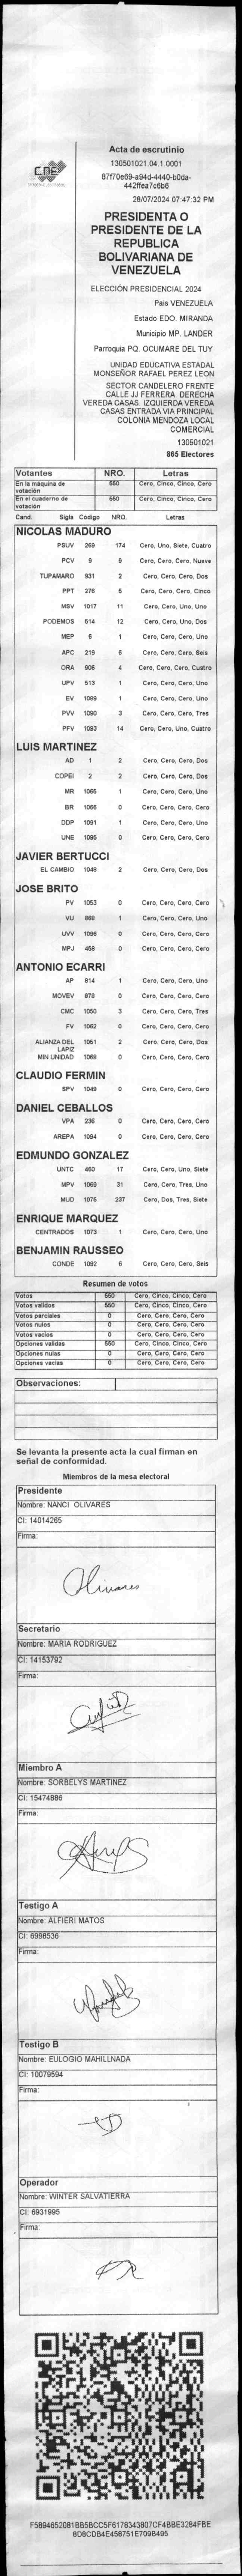 CNE
Acta de escrutinio
130501021.04.1.0001
87f70e69-a94d-4440-b0da-
442ffea7c6b6
28/07/2024 07:47:32 PM
PRESIDENTA O
PRESIDENTE DE LA
REPUBLICA
BOLIVARIANA DE
VENEZUELA
ELECCIÓN PRESIDENCIAL 2024
Pais VENEZUELA
Estado EDO. MIRANDA
Municipio MP. LANDER
Parroquia PQ. OCUMARE DEL TUY
UNIDAD EDUCATIVA ESTADAL
MONSEÑOR RAFAEL PEREZ LEON
SECTOR CANDELERO FRENTE
CALLE JJ FERRERA. DERECHA
VEREDA CASAS. IZQUIERDA VEREDA
CASAS ENTRADA VIA PRINCIPAL
COLONIA MENDOZA LOCAL
COMERCIAL
130501021
865 Electores
Votantes NRO. Letras
En la máquina de votación 550 Cero, Cinco, Cinco, Cero
En el cuaderno de votación 550 Cero, Cinco, Cinco, Cero
Cand. Sigla Código NRO. Letras
NICOLAS MADURO
PSUV 269 174 Cero, Uno, Siete, Cuatro
PCV 9 9 Cero, Cero, Cero, Nueve
TUPAMARO 931 2 Cero, Cero, Cero, Dos
PPT 276 5 Cero, Cero, Cero, Cinco
MSV 1017 11 Cero, Cero, Uno, Uno
PODEMOS 514 12 Cero, Cero, Uno, Dos
MEP 6 1 Cero, Cero, Cero, Uno
APC 219 6 Cero, Cero, Cero, Seis
ORA 906 4 Cero, Cero, Cero, Cuatro
UPV 513 1 Cero, Cero, Cero, Uno
EV 1089 1 Cero, Cero, Cero, Uno
PVV 1090 3 Cero, Cero, Cero, Tres
PFV 1093 14 Cero, Cero, Uno, Cuatro
LUIS MARTINEZ
AD 1 2 Cero, Cero, Cero, Dos
COPEI 2 2 Cero, Cero, Cero, Dos
MR 1065 1 Cero, Cero, Cero, Uno
BR 1066 0 Cero, Cero, Cero, Cero
DDP 1091 1 Cero, Cero, Cero, Uno
UNE 1095 0 Cero, Cero, Cero, Cero
JAVIER BERTUCCI
EL CAMBIO 1048 2 Cero, Cero, Cero, Dos
JOSE BRITO
PV 1053 0 Cero, Cero, Cero, Cero
VU 868 1 Cero, Cero, Cero, Uno
UVV 1096 0 Cero, Cero, Cero, Cero
MPJ 458 0 Cero, Cero, Cero, Cero
ANTONIO ECARRI
AP 814 1 Cero, Cero, Cero, Uno
MOVEV 878 0 Cero, Cero, Cero, Cero
CMC 1050 3 Cero, Cero, Cero, Tres
FV 1062 0 Cero, Cero, Cero, Cero
ALIANZA DEL LAPIZ 1051 2 Cero, Cero, Cero, Dos
MIN UNIDAD 1068 0 Cero, Cero, Cero, Cero
CLAUDIO FERMIN
SPV 1049 0 Cero, Cero, Cero, Cero
DANIEL CEBALLOS
VPA 236 0 Cero, Cero, Cero, Cero
AREPA 1094 0 Cero, Cero, Cero, Cero
EDMUNDO GONZALEZ
UNTC 460 17 Cero, Cero, Uno, Siete
MPV 1069 31 Cero, Cero, Tres, Uno
MUD 1075 237 Cero, Dos, Tres, Siete
ENRIQUE MARQUEZ
CENTRADOS 1073 1 Cero, Cero, Cero, Uno
BENJAMIN RAUSSEO
CONDE 1092 6 Cero, Cero, Cero, Seis
Resumen de votos
Votos 550 Cero, Cinco, Cinco, Cero
Votos validos 550 Cero, Cinco, Cinco, Cero
Votos parciales 0 Cero, Cero, Cero, Cero
Votos nulos 0 Cero, Cero, Cero, Cero
Votos vacios 0 Cero, Cero, Cero, Cero
Opciones validas 550 Cero, Cinco, Cinco, Cero
Opciones nulas 0 Cero, Cero, Cero, Cero
Opciones vacias 0 Cero, Cero, Cero, Cero
Observaciones:
Se levanta la presente acta la cual firman en
señal de conformidad.
Miembros de la mesa electoral
Presidente
Nombre: NANCI OLIVARES
CI: 14014265
Firma:
Olivares
Secretario
Nombre: MARIA RODRIGUEZ
CI: 14153792
Firma:
Miembro A
Nombre: SORBELYS MARTINEZ
CI: 15474886
Firma:
Testigo A
Nombre: ALFIERI MATOS
CI: 6998536
Firma:
Testigo B
Nombre: EULOGIO MAHILLNADA
CI: 10079594
Firma:
Operador
Nombre: WINTER SALVATIERRA
CI: 6931995
Firma:
F5894652081BB5BCC5F6178343807CF4BBE3284FBE
8D8CDB4E458751E709B495